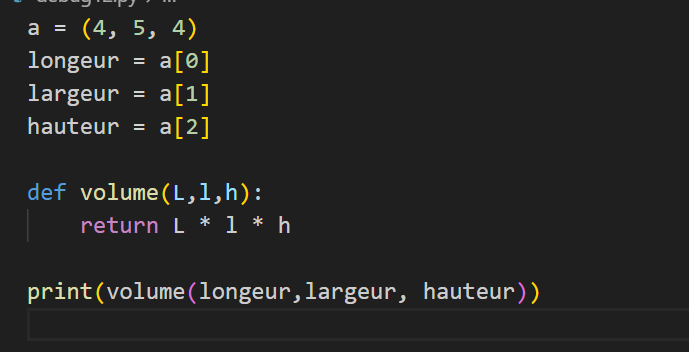 a = (4, 5, 4)
longeur = a[0]
largeur = a[1]
hauteur = a[2]
def volume(L,l,h):
    return L * l * h
print(volume(longeur,largeur, hauteur))